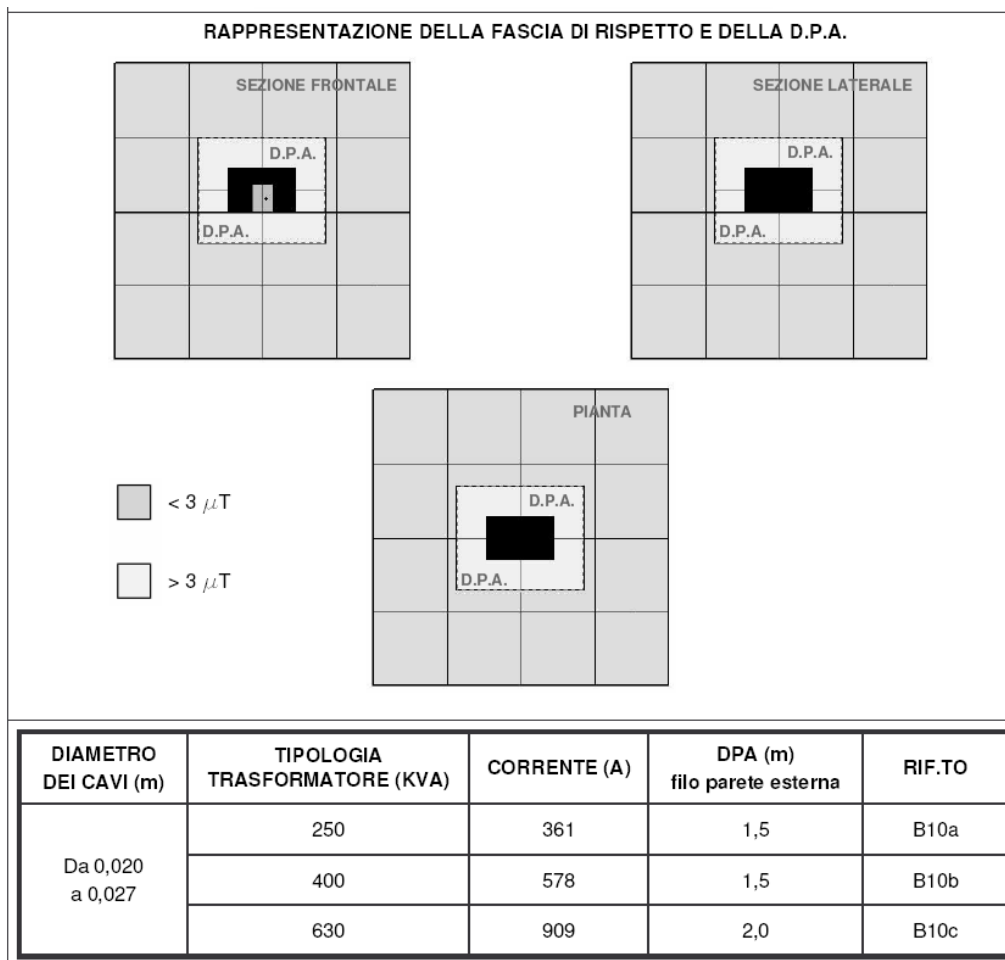 RAPPRESENTAZIONE DELLA FASCIA DI RISPETTO E DELLA D.P.A.
SEZIONE FRONTALE
D.P.A.
D.P.A.
SEZIONE LATERALE
D.P.A.
D.P.A.
PIANTA
D.P.A.
D.P.A.
< 3 μT
> 3 μT
DIAMETRO DEI CAVI (m)
TIPOLOGIA TRASFORMATORE (KVA)
CORRENTE (A)
DPA (m) filo parete esterna
RIF.TO
Da 0,020 a 0,027
250 361 1,5 B10a
400 578 1,5 B10b
630 909 2,0 B10c